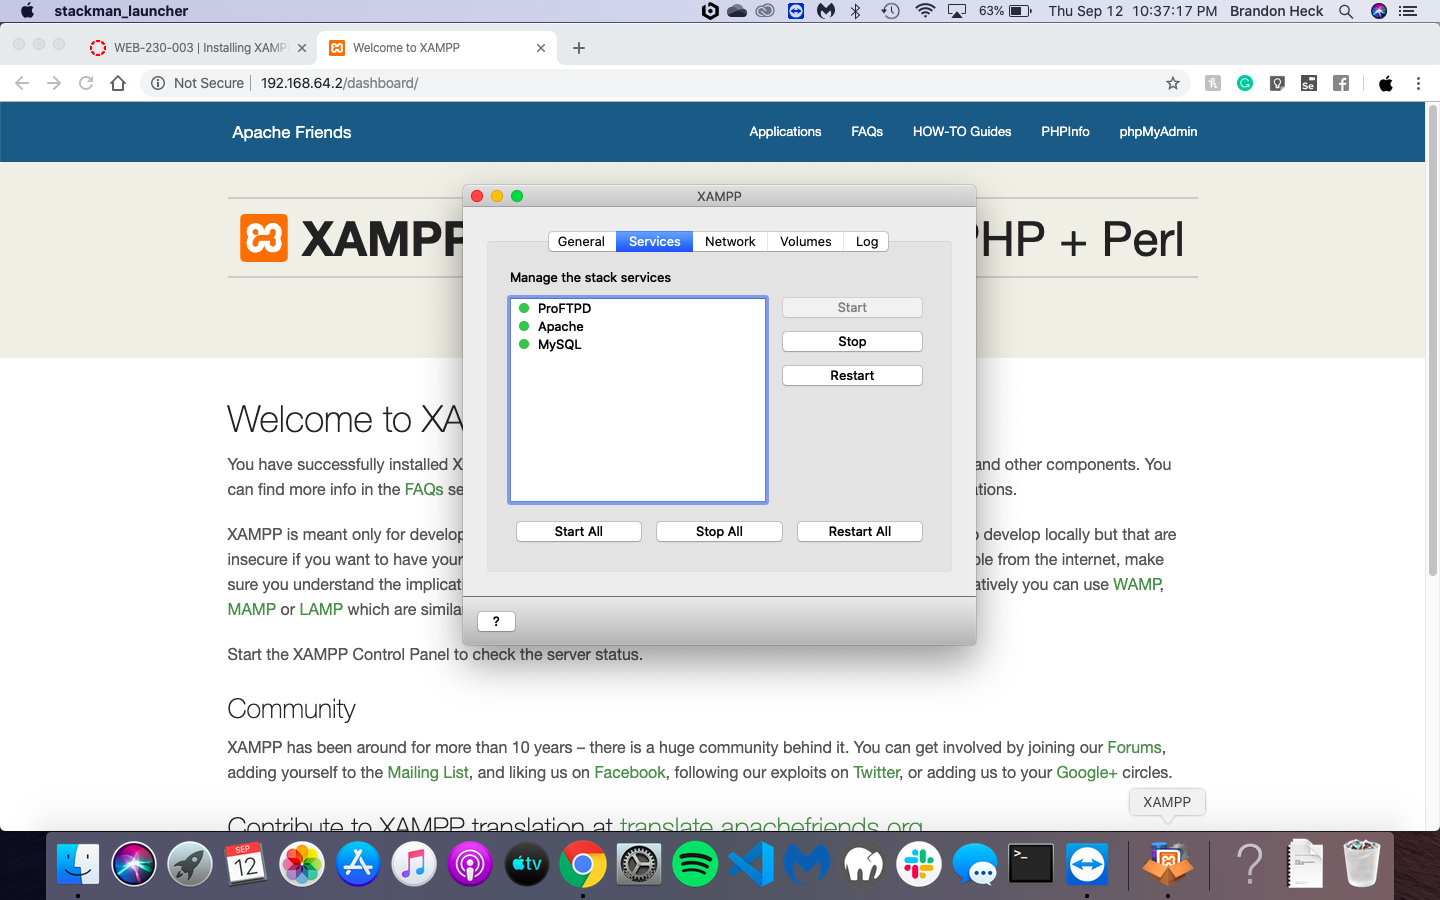 stackman_launcher
63%
Thu Sep 12 10:37:17 PM
Brandon Heck
WEB-230-003 | Installing XAMP
Welcome to XAMPP
Not Secure
192.168.64.2/dashboard/
Apache Friends
Applications
FAQs
HOW-TO Guides
PHPInfo
phpMyAdmin
XAMPP
PHP + Perl
XAMPP
General
Services
Network
Volumes
Log
Manage the stack services
ProFTPD
Apache
MySQL
Start
Stop
Restart
Start All
Stop All
Restart All
?
Welcome to XA
You have successfully installed X
and other components. You
can find more info in the FAQs se
tions.
XAMPP is meant only for develop
develop locally but that are
insecure if you want to have your
le from the internet, make
sure you understand the implicati
atively you can use WAMP,
MAMP or LAMP which are simila
Start the XAMPP Control Panel to check the server status.
Community
XAMPP has been around for more than 10 years – there is a huge community behind it. You can get involved by joining our Forums,
adding yourself to the Mailing List, and liking us on Facebook, following our exploits on Twitter, or adding us to your Google+ circles.
Contribute to XAMPP translation at translate.apachefriends.org
XAMPP
SEP
12
tv